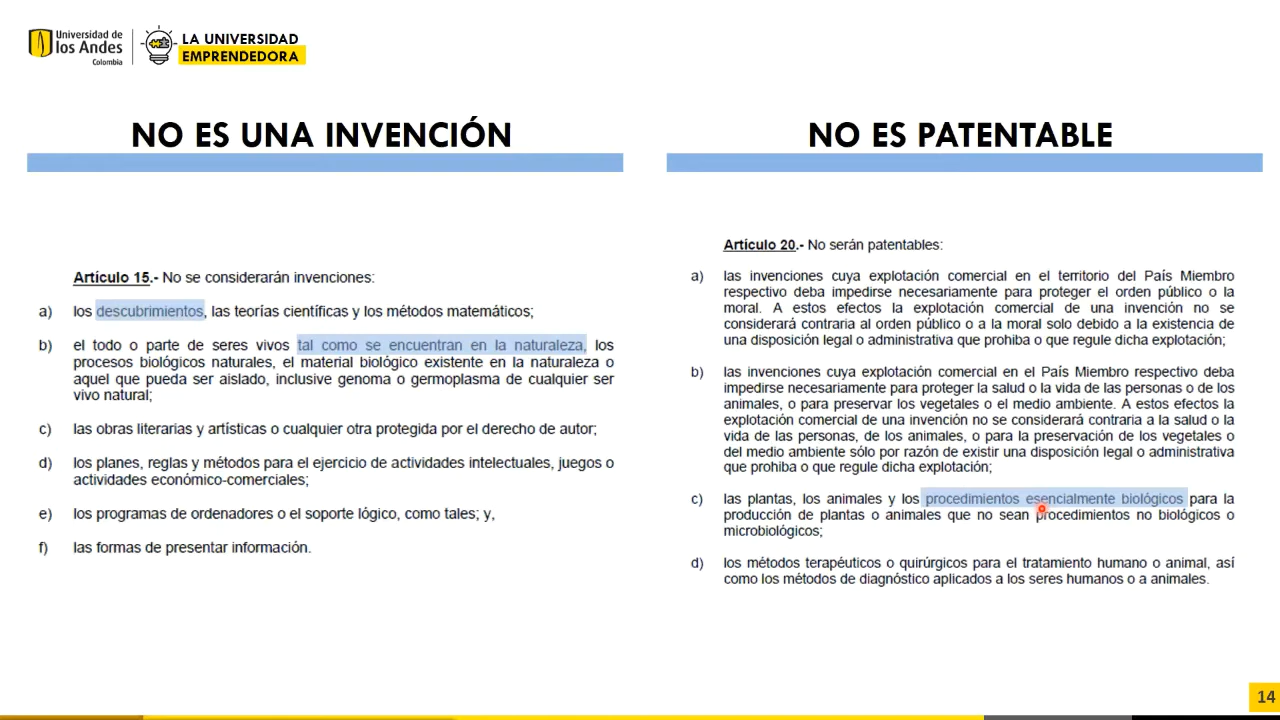 Universidad de
los Andes
Colombia
LA UNIVERSIDAD
EMPRENDEDORA
NO ES UNA INVENCIÓN
Artículo 15.- No se considerarán invenciones:
a) los descubrimientos, las teorías científicas y los métodos matemáticos;
b) el todo o parte de seres vivos tal como se encuentran en la naturaleza, los
procesos biológicos naturales, el material biológico existente en la naturaleza o
aquel que pueda ser aislado, inclusive genoma o germoplasma de cualquier ser
vivo natural;
c) las obras literarias y artísticas o cualquier otra protegida por el derecho de autor;
d) los planes, reglas y métodos para el ejercicio de actividades intelectuales, juegos o
actividades económico-comerciales;
e) los programas de ordenadores o el soporte lógico, como tales; y,
f) las formas de presentar información.
NO ES PATENTABLE
Artículo 20.- No serán patentables:
a) las invenciones cuya explotación comercial en el territorio del País Miembro
respectivo deba impedirse necesariamente para proteger el orden público o la
moral. A estos efectos la explotación comercial de una invención no se
considerará contraria al orden público o a la moral solo debido a la existencia de
una disposición legal o administrativa que prohiba o que regule dicha explotación;
b) las invenciones cuya explotación comercial en el País Miembro respectivo deba
impedirse necesariamente para proteger la salud o la vida de las personas o de los
animales, o para preservar los vegetales o el medio ambiente. A estos efectos la
explotación comercial de una invención no se considerará contraria a la salud o la
vida de las personas, de los animales, o para la preservación de los vegetales o
del medio ambiente sólo por razón de existir una disposición legal o administrativa
que prohiba o que regule dicha explotación;
c) las plantas, los animales y los procedimientos esencialmente biológicos para la
producción de plantas o animales que no sean procedimientos no biológicos o
microbiológicos;
d) los métodos terapéuticos o quirúrgicos para el tratamiento humano o animal, así
como los métodos de diagnóstico aplicados a los seres humanos o a animales.
14